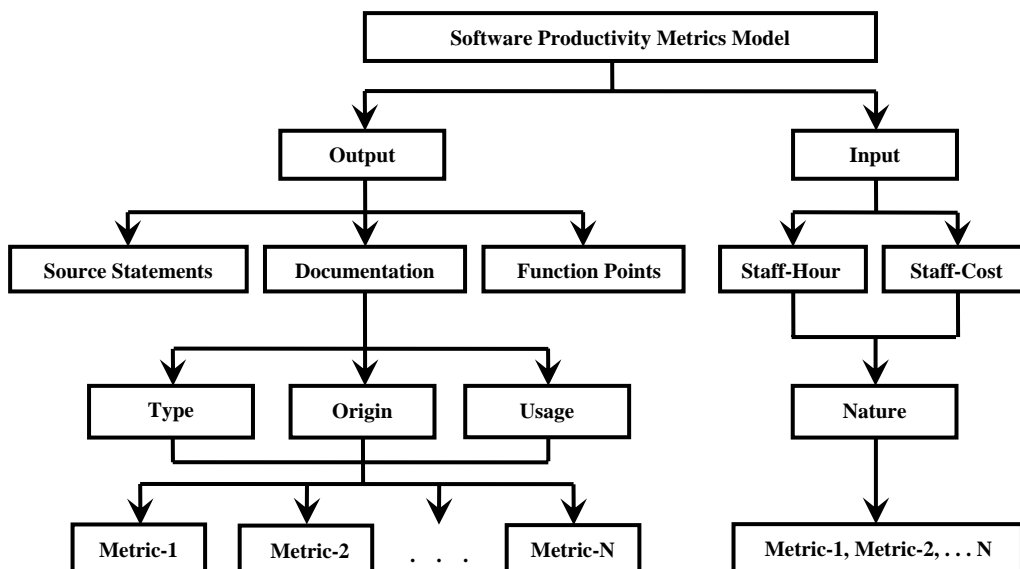 Software Productivity Metrics Model
Output
Input
Source Statements
Documentation
Function Points
Staff-Hour
Staff-Cost
Type
Origin
Usage
Nature
Metric-1
Metric-2
. . .
Metric-N
Metric-1, Metric-2, . . . N